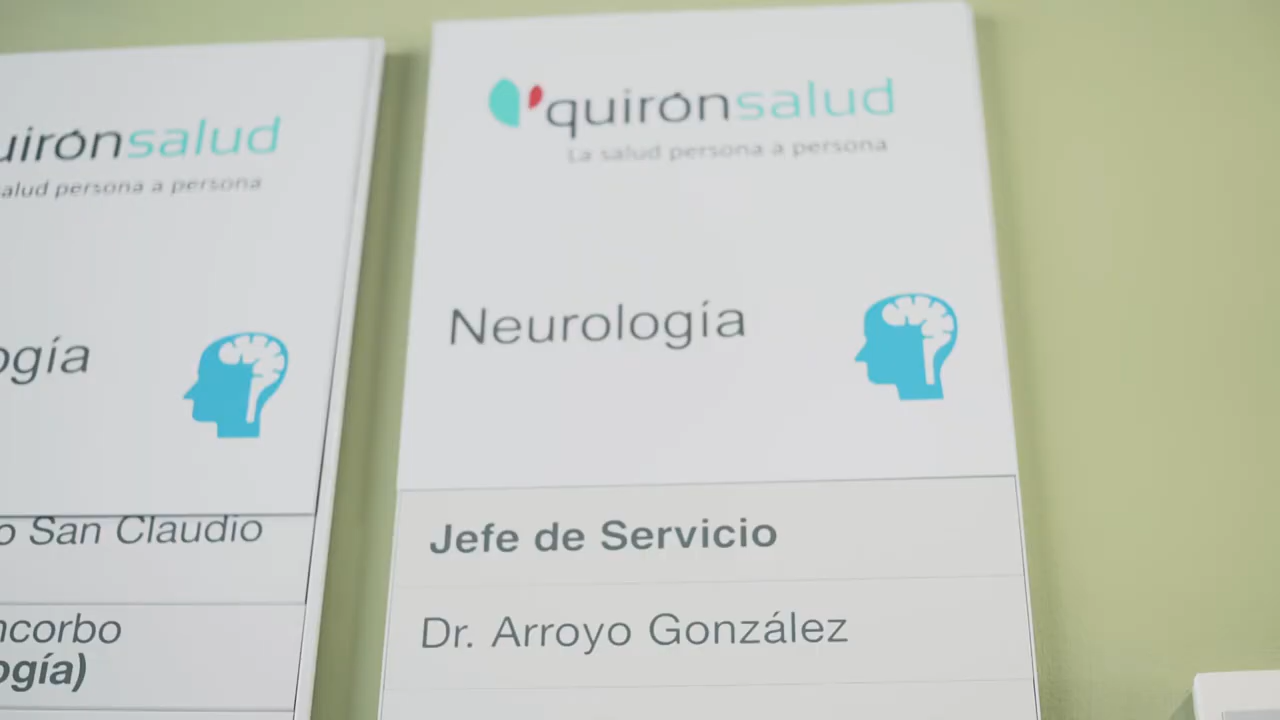 uirónsalud
salud persona a persona
ogía
o San Claudio
ncorbo
ogía)
quirónsalud
La salud persona a persona
Neurología
Jefe de Servicio
Dr. Arroyo González